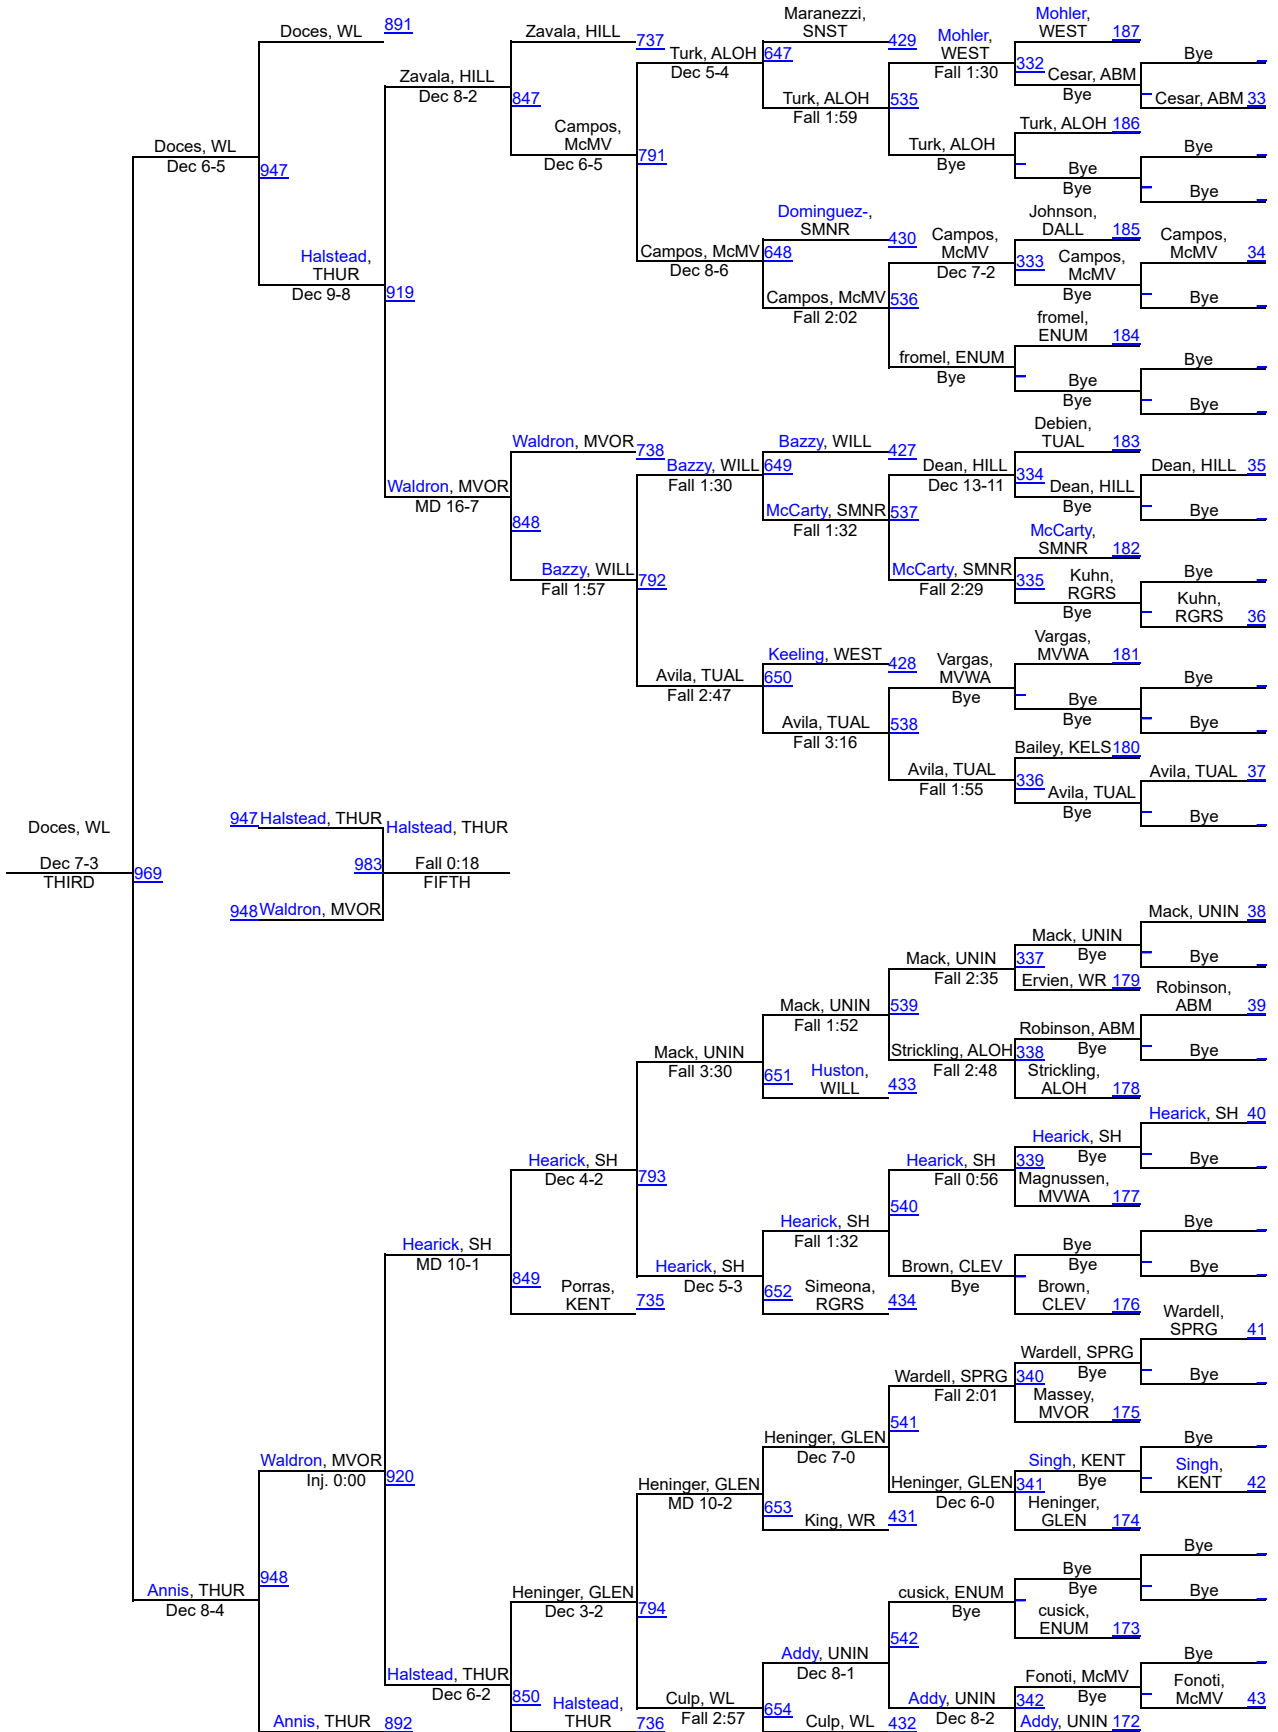 Doces, WL 891
Zavala, HILL 737
Maranezzi,
SNST 429
Mohler,
WEST 187
Mohler,
WEST
Fall 1:30
332
Bye
Cesar, ABM
Bye
Cesar, ABM 33
Turk, ALOH
Dec 5-4
647
Zavala, HILL
Dec 8-2
847
Turk, ALOH
Fall 1:59
535
Turk, ALOH 186
Turk, ALOH
Bye
Bye
Bye
Bye
Bye
Campos,
McMV
Dec 6-5
791
Doces, WL
Dec 6-5
947
Dominguez-,
SMNR 430
Johnson,
DALL 185
Campos,
McMV
Dec 7-2
333
Campos,
McMV 34
Campos,
McMV
Bye
Bye
Campos, McMV
Dec 8-6
648
Halstead,
THUR
Dec 9-8
919
Campos, McMV
Fall 2:02
536
fromel,
ENUM 184
fromel, ENUM
Bye
Bye
Bye
Bye
Bye
Waldron, MVOR 738
Bazzy, WILL 427
Debien,
TUAL 183
Bazzy, WILL
Fall 1:30
649
Dean, HILL
Dec 13-11
334
Dean, HILL 35
Dean, HILL
Bye
Bye
Waldron, MVOR
MD 16-7
848
McCarty, SMNR
Fall 1:32
537
McCarty,
SMNR 182
McCarty, SMNR
Fall 2:29
335
Kuhn,
RGRS
Bye
Bye
Kuhn,
RGRS 36
Bazzy, WILL
Fall 1:57
792
Keeling, WEST 428
Vargas,
MVWA 181
Avila, TUAL
Fall 2:47
650
Vargas,
MVWA
Bye
Bye
Bye
Bye
Bye
Avila, TUAL
Fall 3:16
538
Bailey, KELS 180
Avila, TUAL
Fall 1:55
336
Avila, TUAL
Bye
Avila, TUAL 37
Bye
Doces, WL
Dec 7-3
THIRD
969
947 Halstead, THUR
Halstead, THUR
983
Fall 0:18
FIFTH
948 Waldron, MVOR
Mack, UNIN 38
Mack, UNIN
Bye
Bye
Mack, UNIN
Fall 2:35
337
Ervien, WR 179
Mack, UNIN
Fall 1:52
539
Robinson,
ABM 39
Robinson, ABM
Bye
Bye
Strickling, ALOH
Fall 2:48
338
Strickling,
ALOH 178
Mack, UNIN
Fall 3:30
651
Huston,
WILL 433
Hearick, SH 40
Hearick, SH
Bye
Bye
Hearick, SH
Dec 4-2
793
Hearick, SH
Fall 0:56
339
Magnussen,
MVWA 177
Hearick, SH
Fall 1:32
540
Bye
Bye
Bye
Bye
Hearick, SH
MD 10-1
849
Hearick, SH
Dec 5-3
652
Brown, CLEV
Bye
Brown,
CLEV 176
Porras,
KENT 735
Simeona,
RGRS 434
Wardell,
SPRG 41
Wardell, SPRG
Bye
Bye
Wardell, SPRG
Fall 2:01
340
Massey,
MVOR 175
Heninger, GLEN
Dec 7-0
541
Bye
Singh, KENT
Bye
Singh,
KENT 42
Waldron, MVOR
Inj. 0:00
920
Heninger, GLEN
MD 10-2
653
Heninger, GLEN
Dec 6-0
341
Heninger,
GLEN 174
King, WR 431
Bye
Bye
Bye
Bye
Annis, THUR
Dec 8-4
948
Heninger, GLEN
Dec 3-2
794
cusick, ENUM
Bye
cusick,
ENUM 173
Addy, UNIN
Dec 8-1
542
Bye
Fonoti, McMV
Bye
Fonoti,
McMV 43
Halstead, THUR
Dec 6-2
850
Culp, WL
Fall 2:57
654
Addy, UNIN
Dec 8-2
342
Annis, THUR 892
Halstead,
THUR 736
Culp, WL 432
Addy, UNIN 172